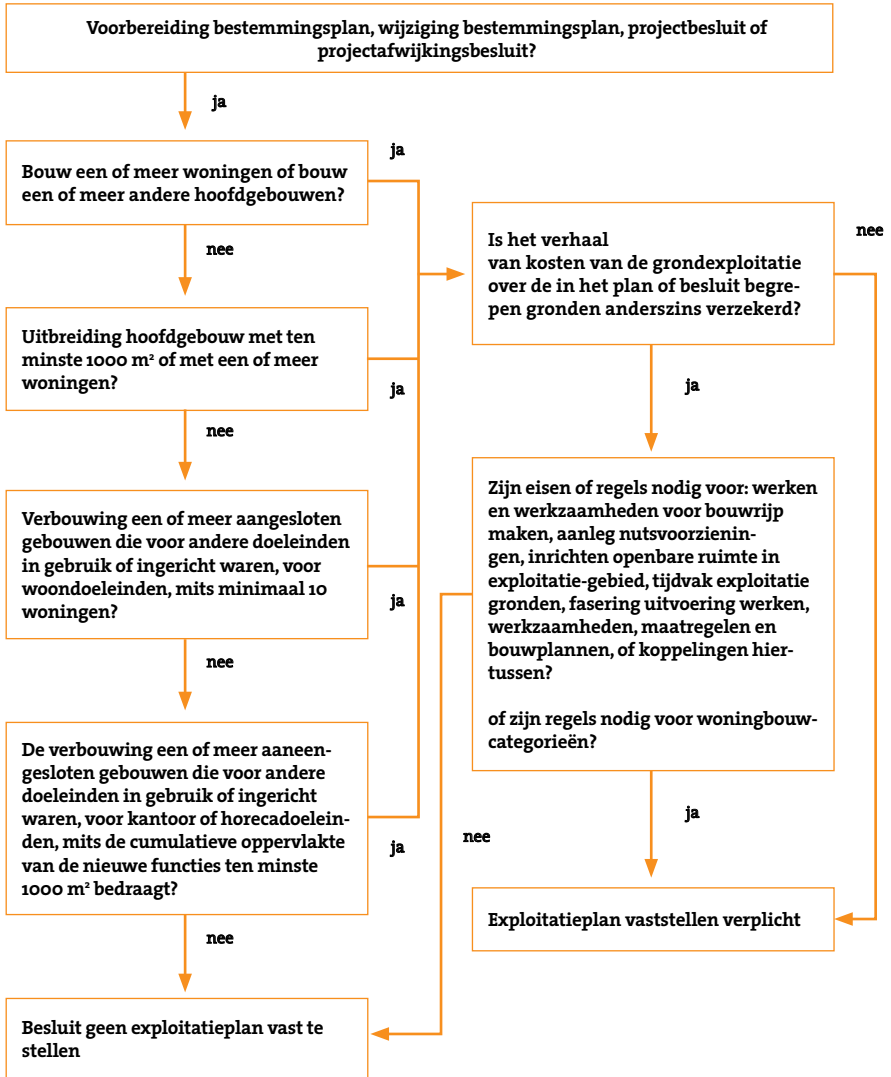 Voorbereiding bestemmingsplan, wijziging bestemmingsplan, projectbesluit of
projectafwijkingsbesluit?
ja
Bouw een of meer woningen of bouw
een of meer andere hoofdgebouwen?
ja
nee
Uitbreiding hoofdgebouw met ten
minste 1000 m² of met een of meer
woningen?
ja
nee
Verbouwing een of meer aangesloten
gebouwen die voor andere doeleinden
in gebruik of ingericht waren, voor
woondoeleinden, mits minimaal 10
woningen?
ja
nee
De verbouwing een of meer aaneen-
gesloten gebouwen die voor andere
doeleinden in gebruik of ingericht
waren, voor kantoor of horecadoelein-
den, mits de cumulatieve oppervlakte
van de nieuwe functies ten minste
1000 m² bedraagt?
ja
nee
Besluit geen exploitatieplan vast te
stellen
Is het verhaal
van kosten van de grondexploitatie
over de in het plan of besluit begre-
pen gronden anderszins verzekerd?
nee
ja
Zijn eisen of regels nodig voor: werken
en werkzaamheden voor bouwrijp
maken, aanleg nutsvoorzienin-
gen, inrichten openbare ruimte in
exploitatie-gebied, tijdvak exploitatie
gronden, fasering uitvoering werken,
werkzaamheden, maatregelen en
bouwplannen, of koppelingen hier-
tussen?
of zijn regels nodig voor woningbouw-
categorieën?
nee
ja
Exploitatieplan vaststellen verplicht